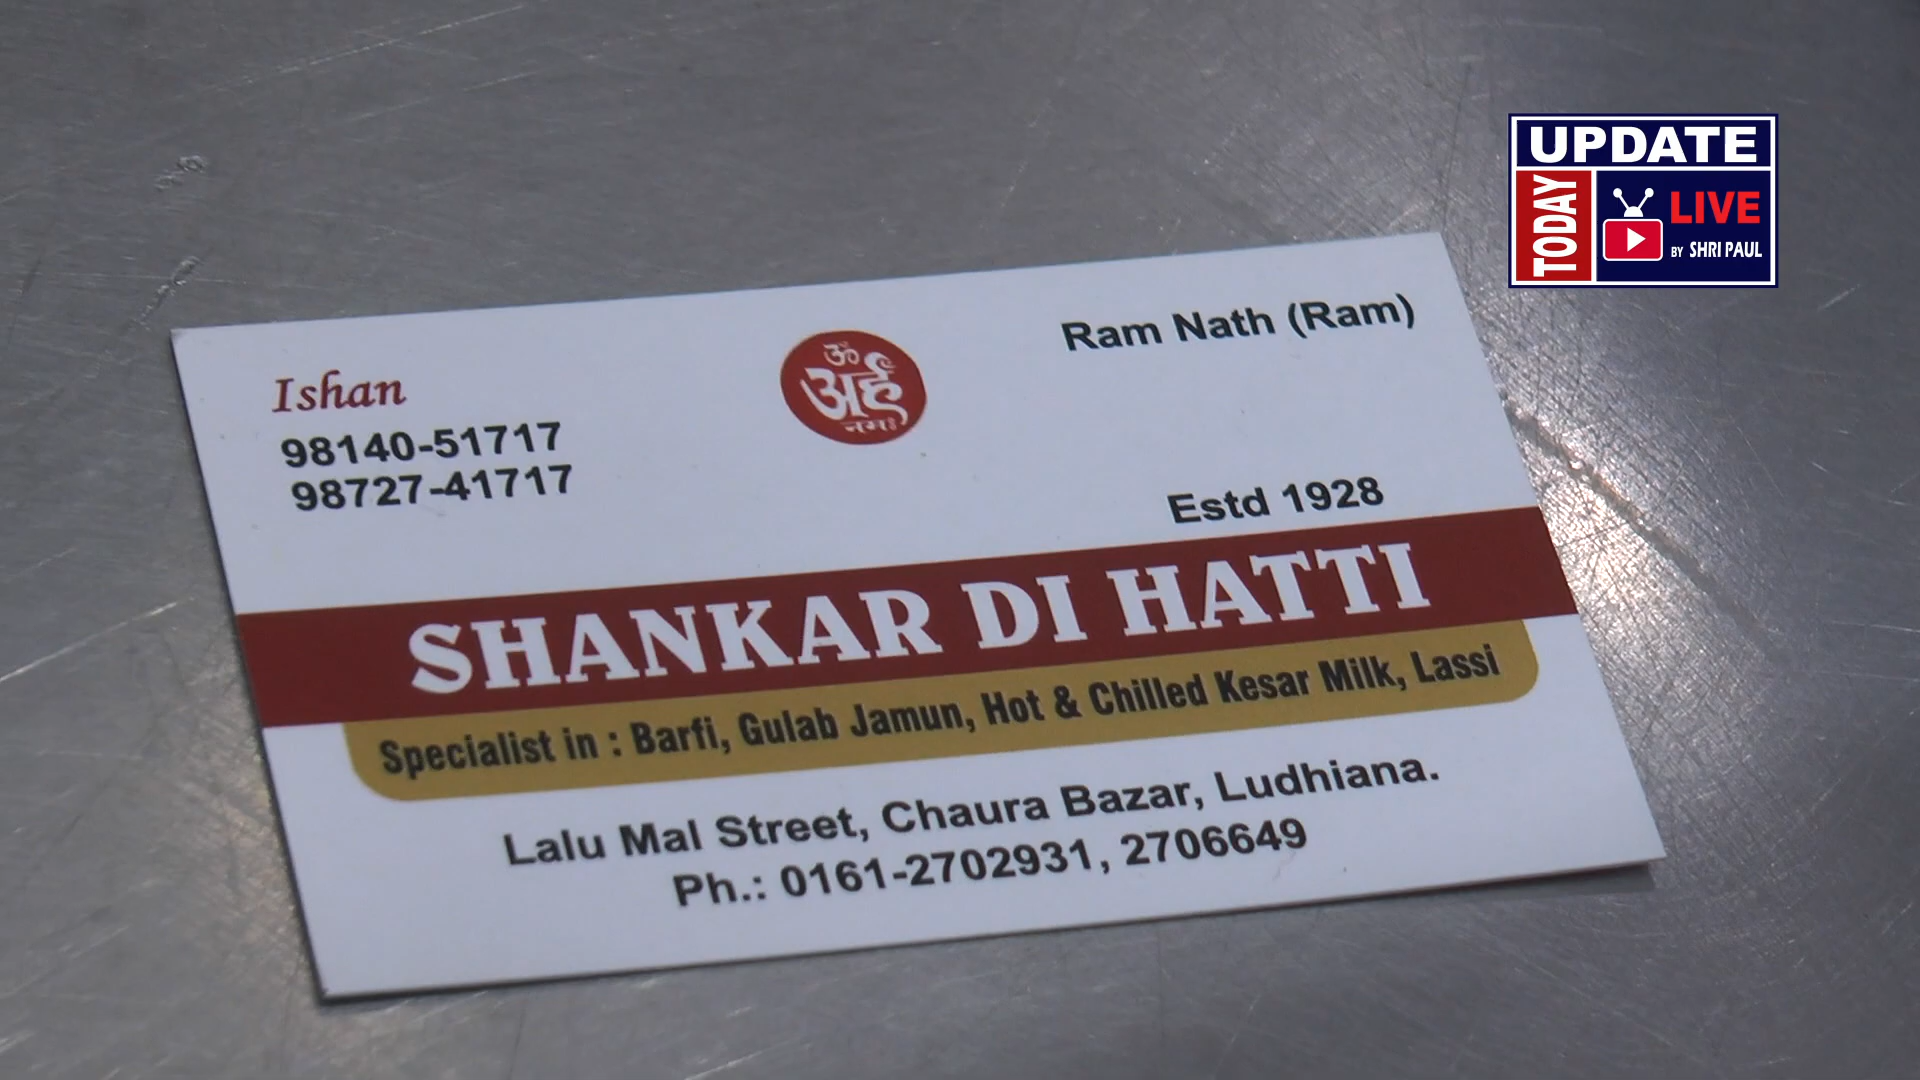 UPDATE
TODAY
LIVE
BY SHRI PAUL
Ram Nath (Ram)
ॐ
अर्हं
नमः
Ishan
98140-51717
98727-41717
Estd 1928
SHANKAR DI HATTI
Specialist in : Barfi, Gulab Jamun, Hot & Chilled Kesar Milk, Lassi
Lalu Mal Street, Chaura Bazar, Ludhiana.
Ph.: 0161-2702931, 2706649